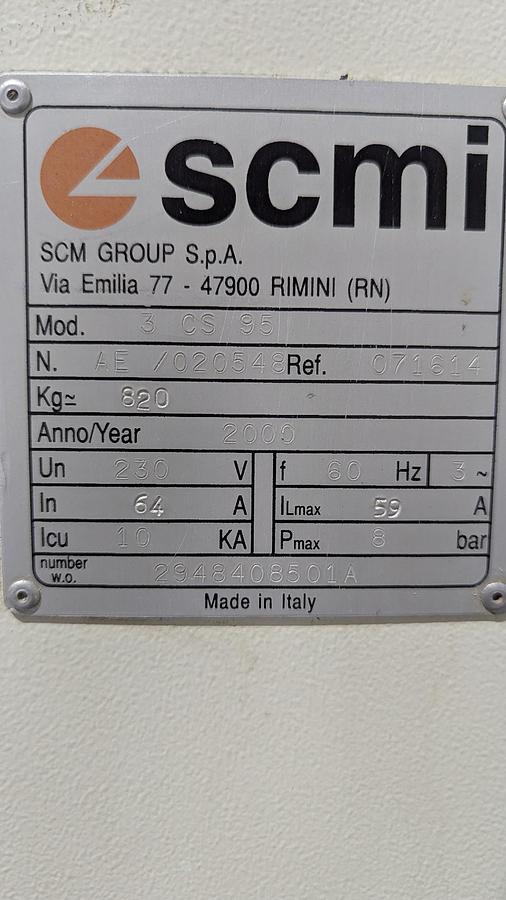 scmi
SCM GROUP S.p.A.
Via Emilia 77 - 47900 RIMINI (RN)
Mod. 3 CS 95
N. AE /020548 Ref. 071614
Kg≃ 820
Anno/Year 2000
Un 230 V f 60 Hz 3 ~
In 64 A ILmax 59 A
Icu 10 KA Pmax 8 bar
number
w.o. 2948408501A
Made in Italy